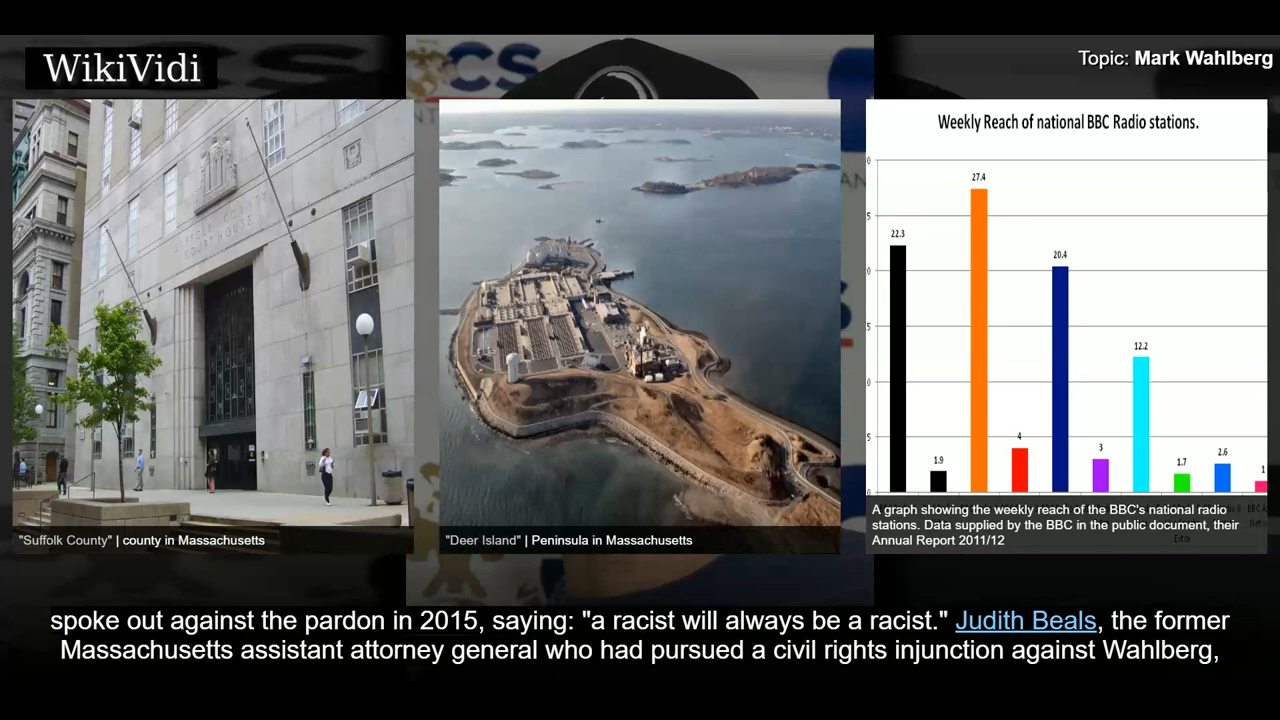 WikiVidi
Topic: Mark Wahlberg
CS
COUNTY
COURTHOUSE
"Suffolk County" | county in Massachusetts
"Deer Island" | Peninsula in Massachusetts
Weekly Reach of national BBC Radio stations.
27.4
22.3
20.4
12.2
4
3
2.6
1.9
1.7
1
A graph showing the weekly reach of the BBC's national radio
stations. Data supplied by the BBC in the public document, their
Annual Report 2011/12
spoke out against the pardon in 2015, saying: "a racist will always be a racist." Judith Beals, the former
Massachusetts assistant attorney general who had pursued a civil rights injunction against Wahlberg,